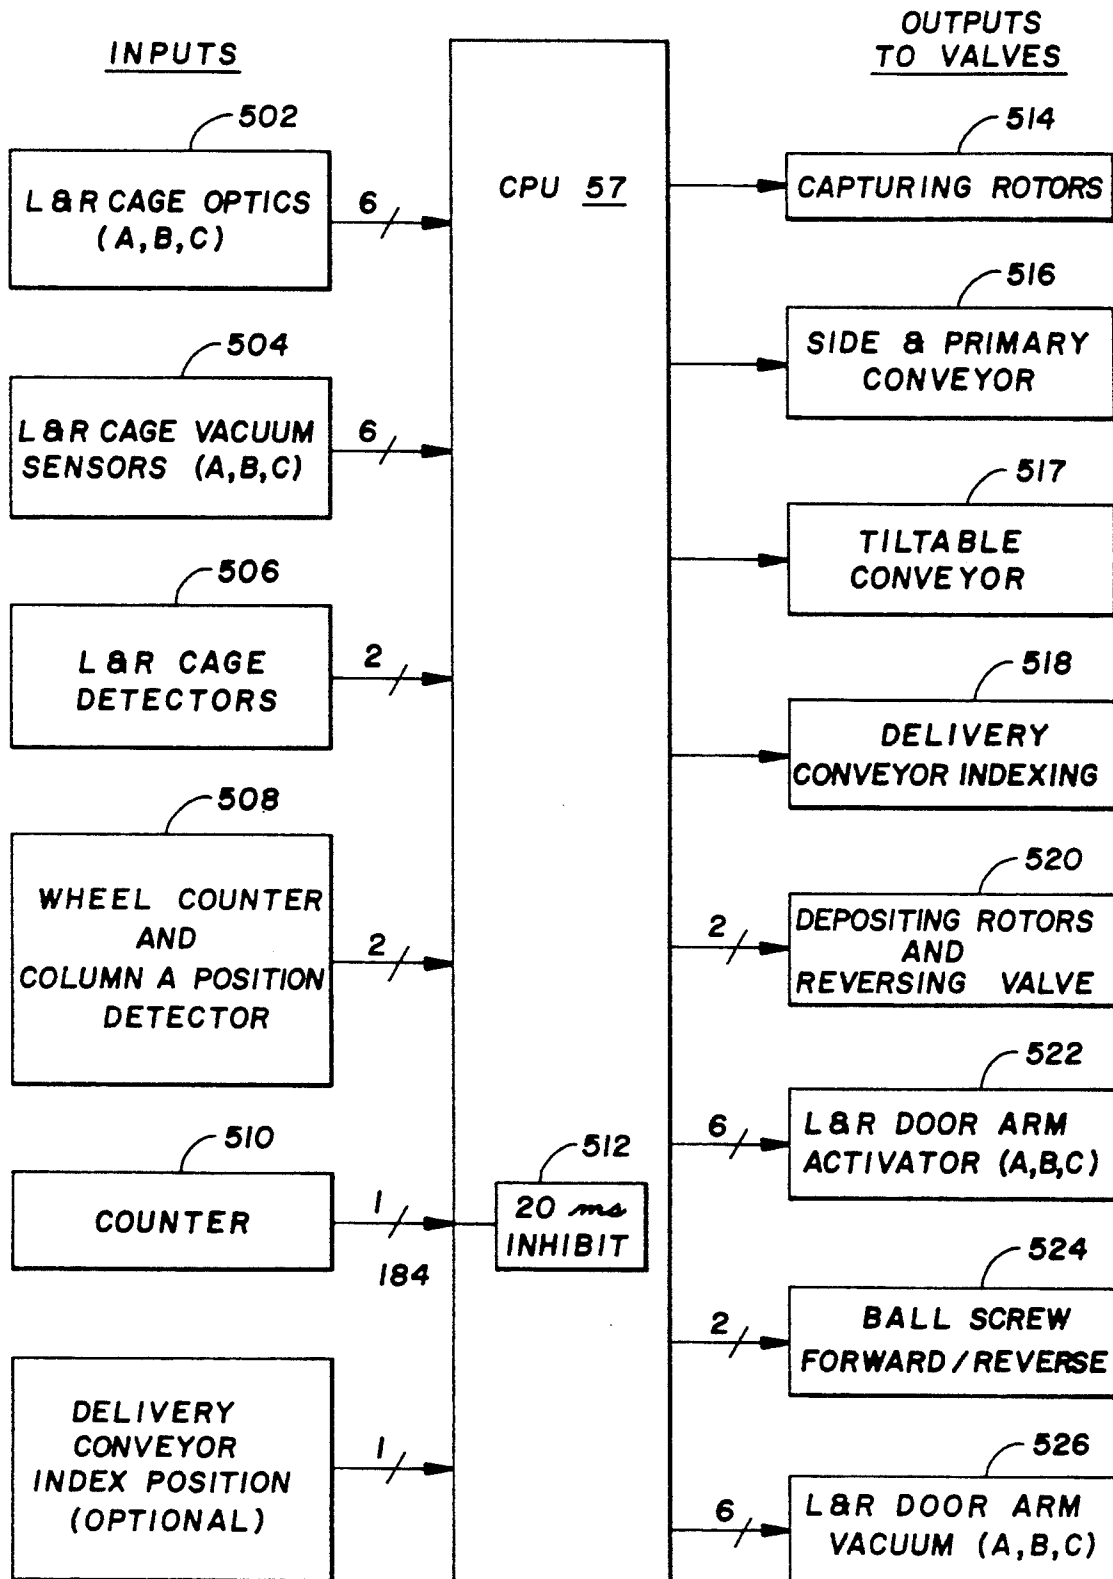 INPUTS
502
L&R CAGE OPTICS
(A,B,C)
6
504
L&R CAGE VACUUM
SENSORS (A,B,C)
6
506
L&R CAGE
DETECTORS
2
508
WHEEL COUNTER
AND
COLUMN A POSITION
DETECTOR
2
510
COUNTER
1
184
DELIVERY
CONVEYOR
INDEX POSITION
(OPTIONAL)
1
CPU 57
512
20 ms
INHIBIT
OUTPUTS
TO VALVES
514
CAPTURING ROTORS
516
SIDE & PRIMARY
CONVEYOR
517
TILTABLE
CONVEYOR
518
DELIVERY
CONVEYOR INDEXING
520
2
DEPOSITING ROTORS
AND
REVERSING VALVE
522
6
L&R DOOR ARM
ACTIVATOR (A,B,C)
524
2
BALL SCREW
FORWARD/REVERSE
526
6
L&R DOOR ARM
VACUUM (A,B,C)